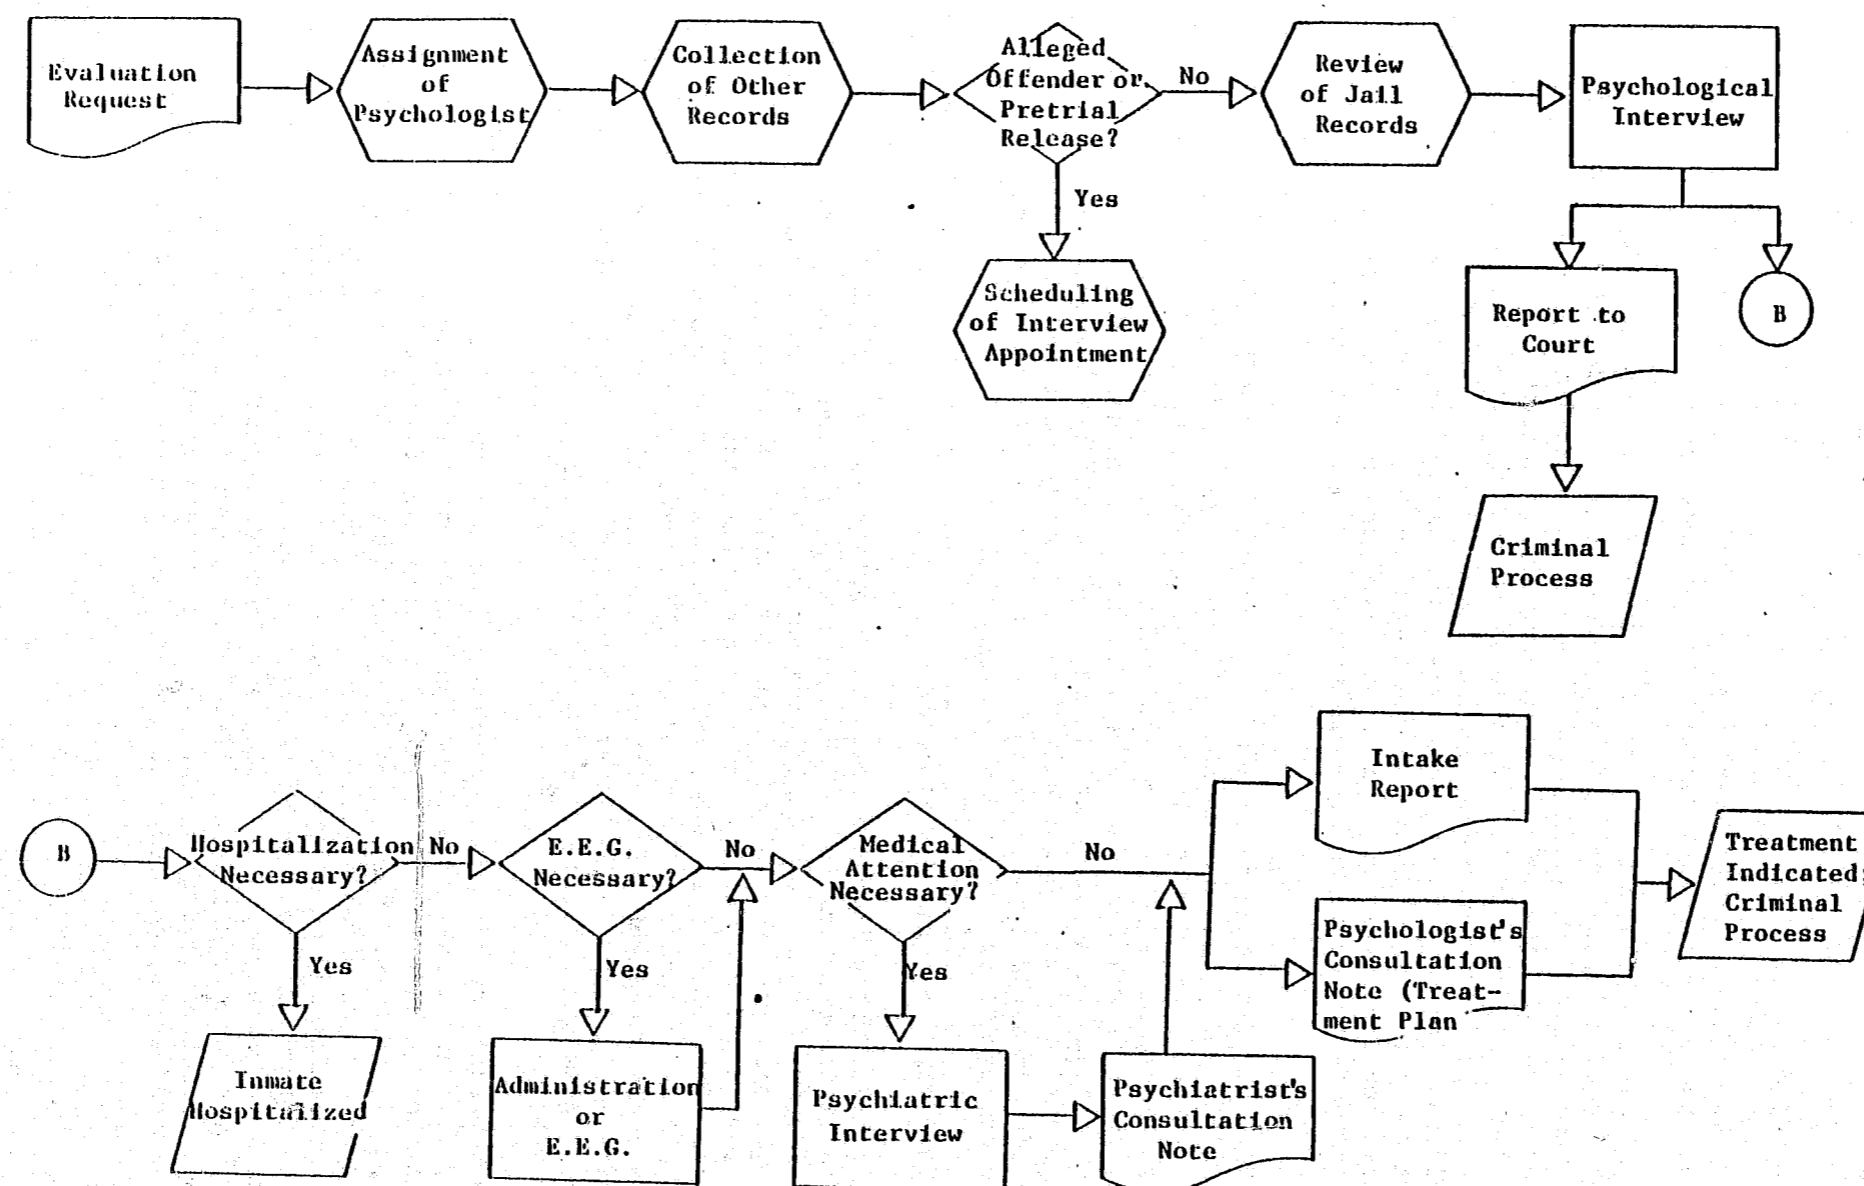 Evaluation
Request
Assignment
of
Psychologist
Collection
of Other
Records
Alleged
Offender or
Pretrial
Release?
No
Yes
Review
of Jail
Records
Psychological
Interview
Scheduling
of Interview
Appointment
Report to
Court
B
Criminal
Process
B
Hospitalization
Necessary?
No
Yes
Inmate
Hospitalized
E.E.G.
Necessary?
No
Yes
Administration
or
E.E.G.
Medical
Attention
Necessary?
No
Yes
Psychiatric
Interview
Psychiatrist's
Consultation
Note
Intake
Report
Psychologist's
Consultation
Note (Treat-
ment Plan
Treatment
Indicated;
Criminal
Process